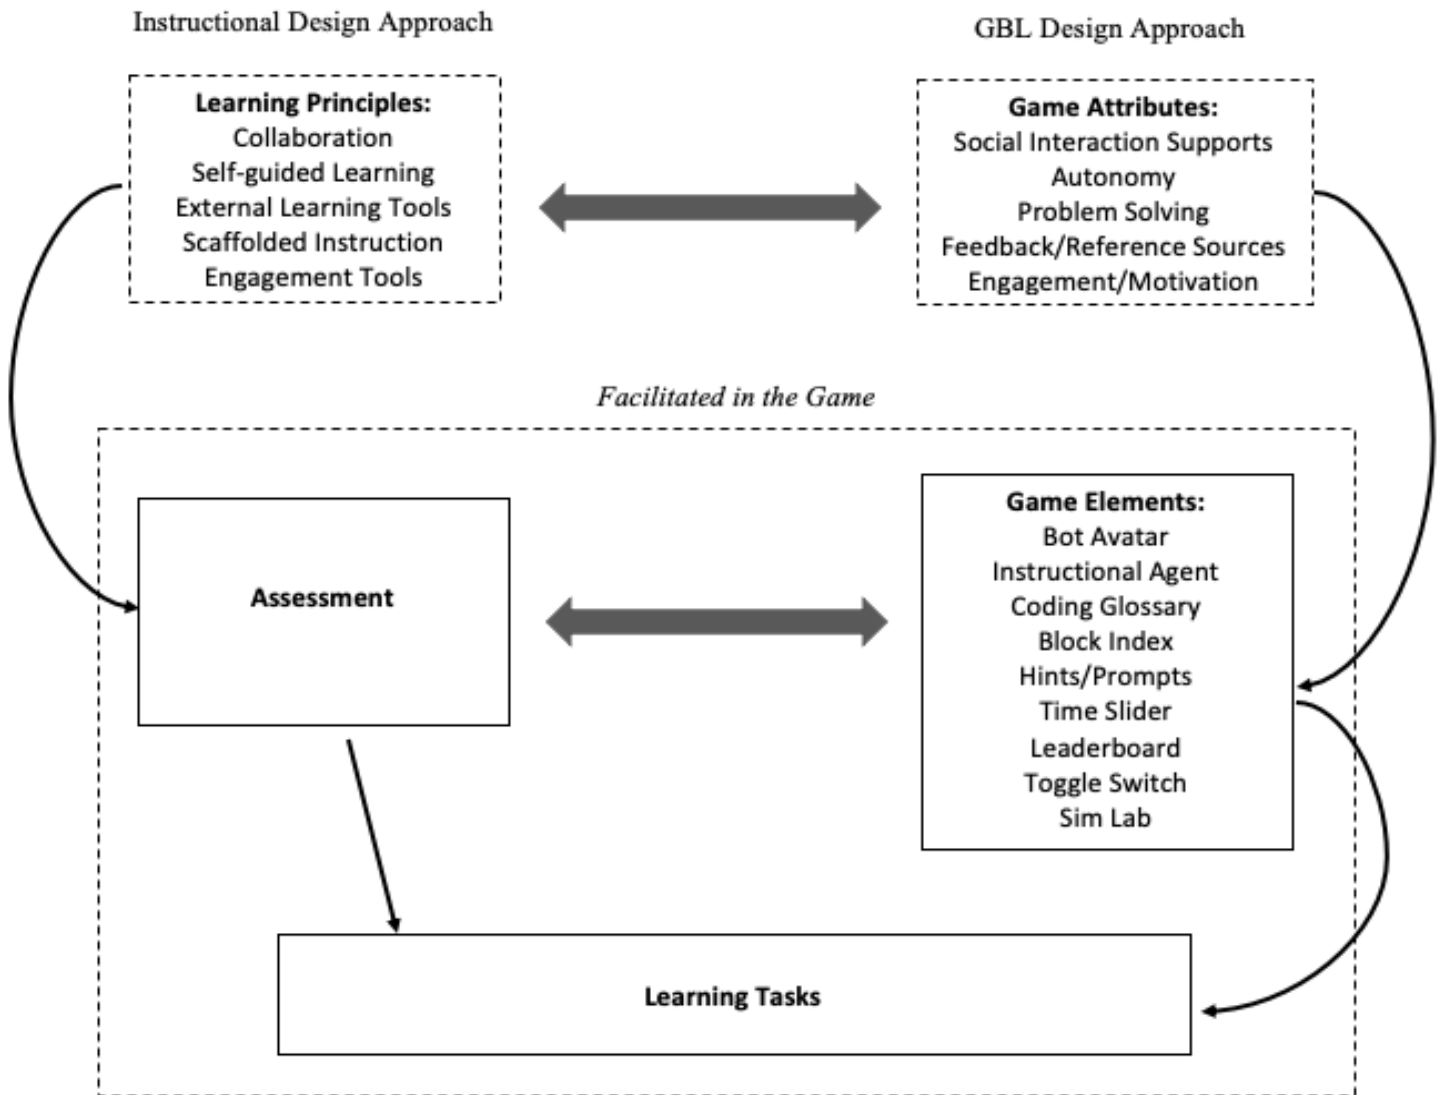 Instructional Design Approach
GBL Design Approach
Learning Principles:
Collaboration
Self-guided Learning
External Learning Tools
Scaffolded Instruction
Engagement Tools
Game Attributes:
Social Interaction Supports
Autonomy
Problem Solving
Feedback/Reference Sources
Engagement/Motivation
Facilitated in the Game
Assessment
Game Elements:
Bot Avatar
Instructional Agent
Coding Glossary
Block Index
Hints/Prompts
Time Slider
Leaderboard
Toggle Switch
Sim Lab
Learning Tasks